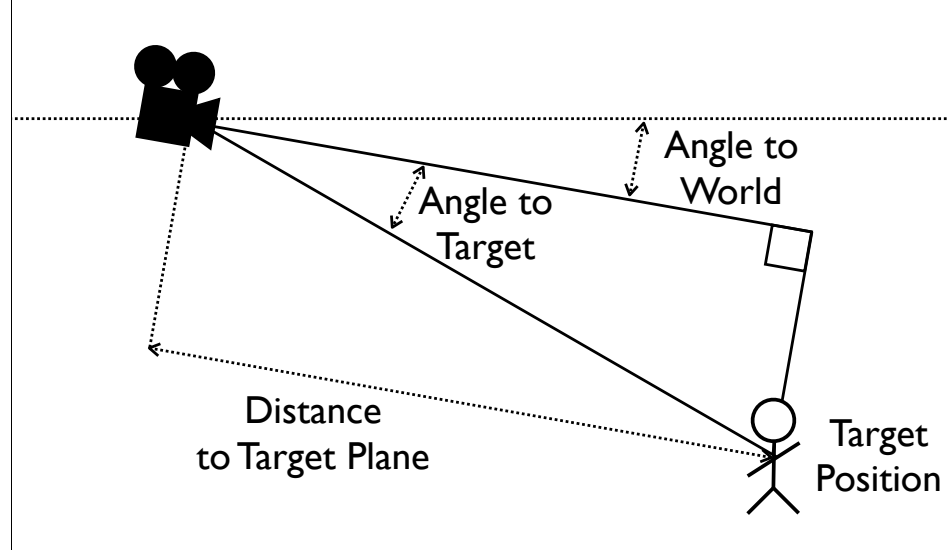 Angle to
World
Angle to
Target
Distance
to Target Plane
Target
Position